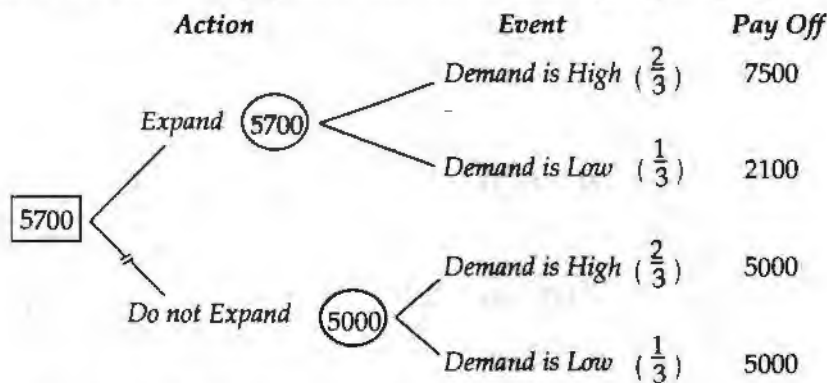 Action Event Pay Off
Demand is High (2/3) 7500
Expand 5700
Demand is Low (1/3) 2100
5700
Demand is High (2/3) 5000
Do not Expand 5000
Demand is Low (1/3) 5000